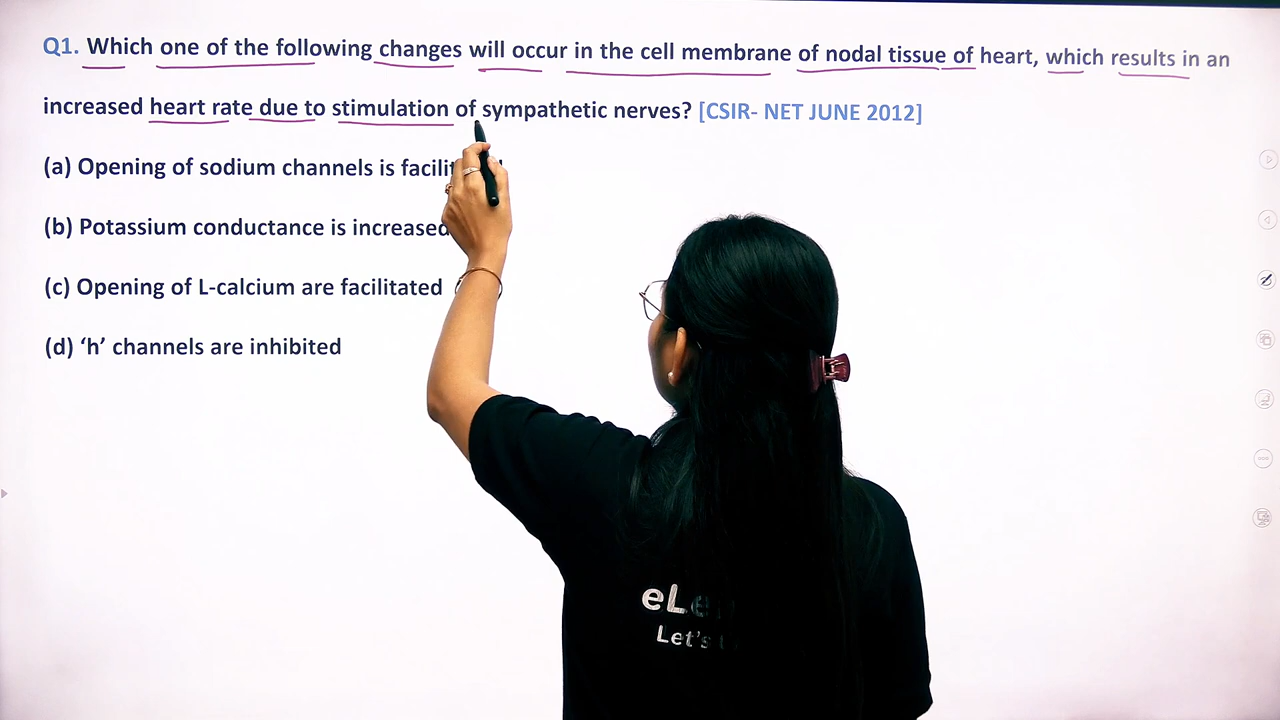 Q1. Which one of the following changes will occur in the cell membrane of nodal tissue of heart, which results in an
increased heart rate due to stimulation of sympathetic nerves? [CSIR- NET JUNE 2012]
(a) Opening of sodium channels is
(b) Potassium conductance is increased
(c) Opening of L-calcium are facilitated
(d) ‘h’ channels are inhibited
Let's